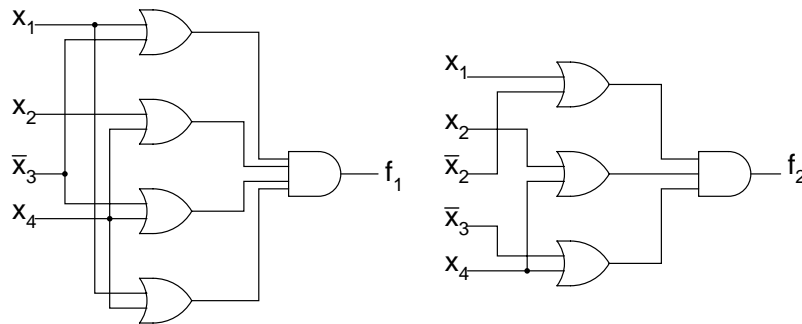 x₁
x₂
x̄₃
x₄
f₁
x₁
x₂
x̄₂
x̄₃
x₄
f₂